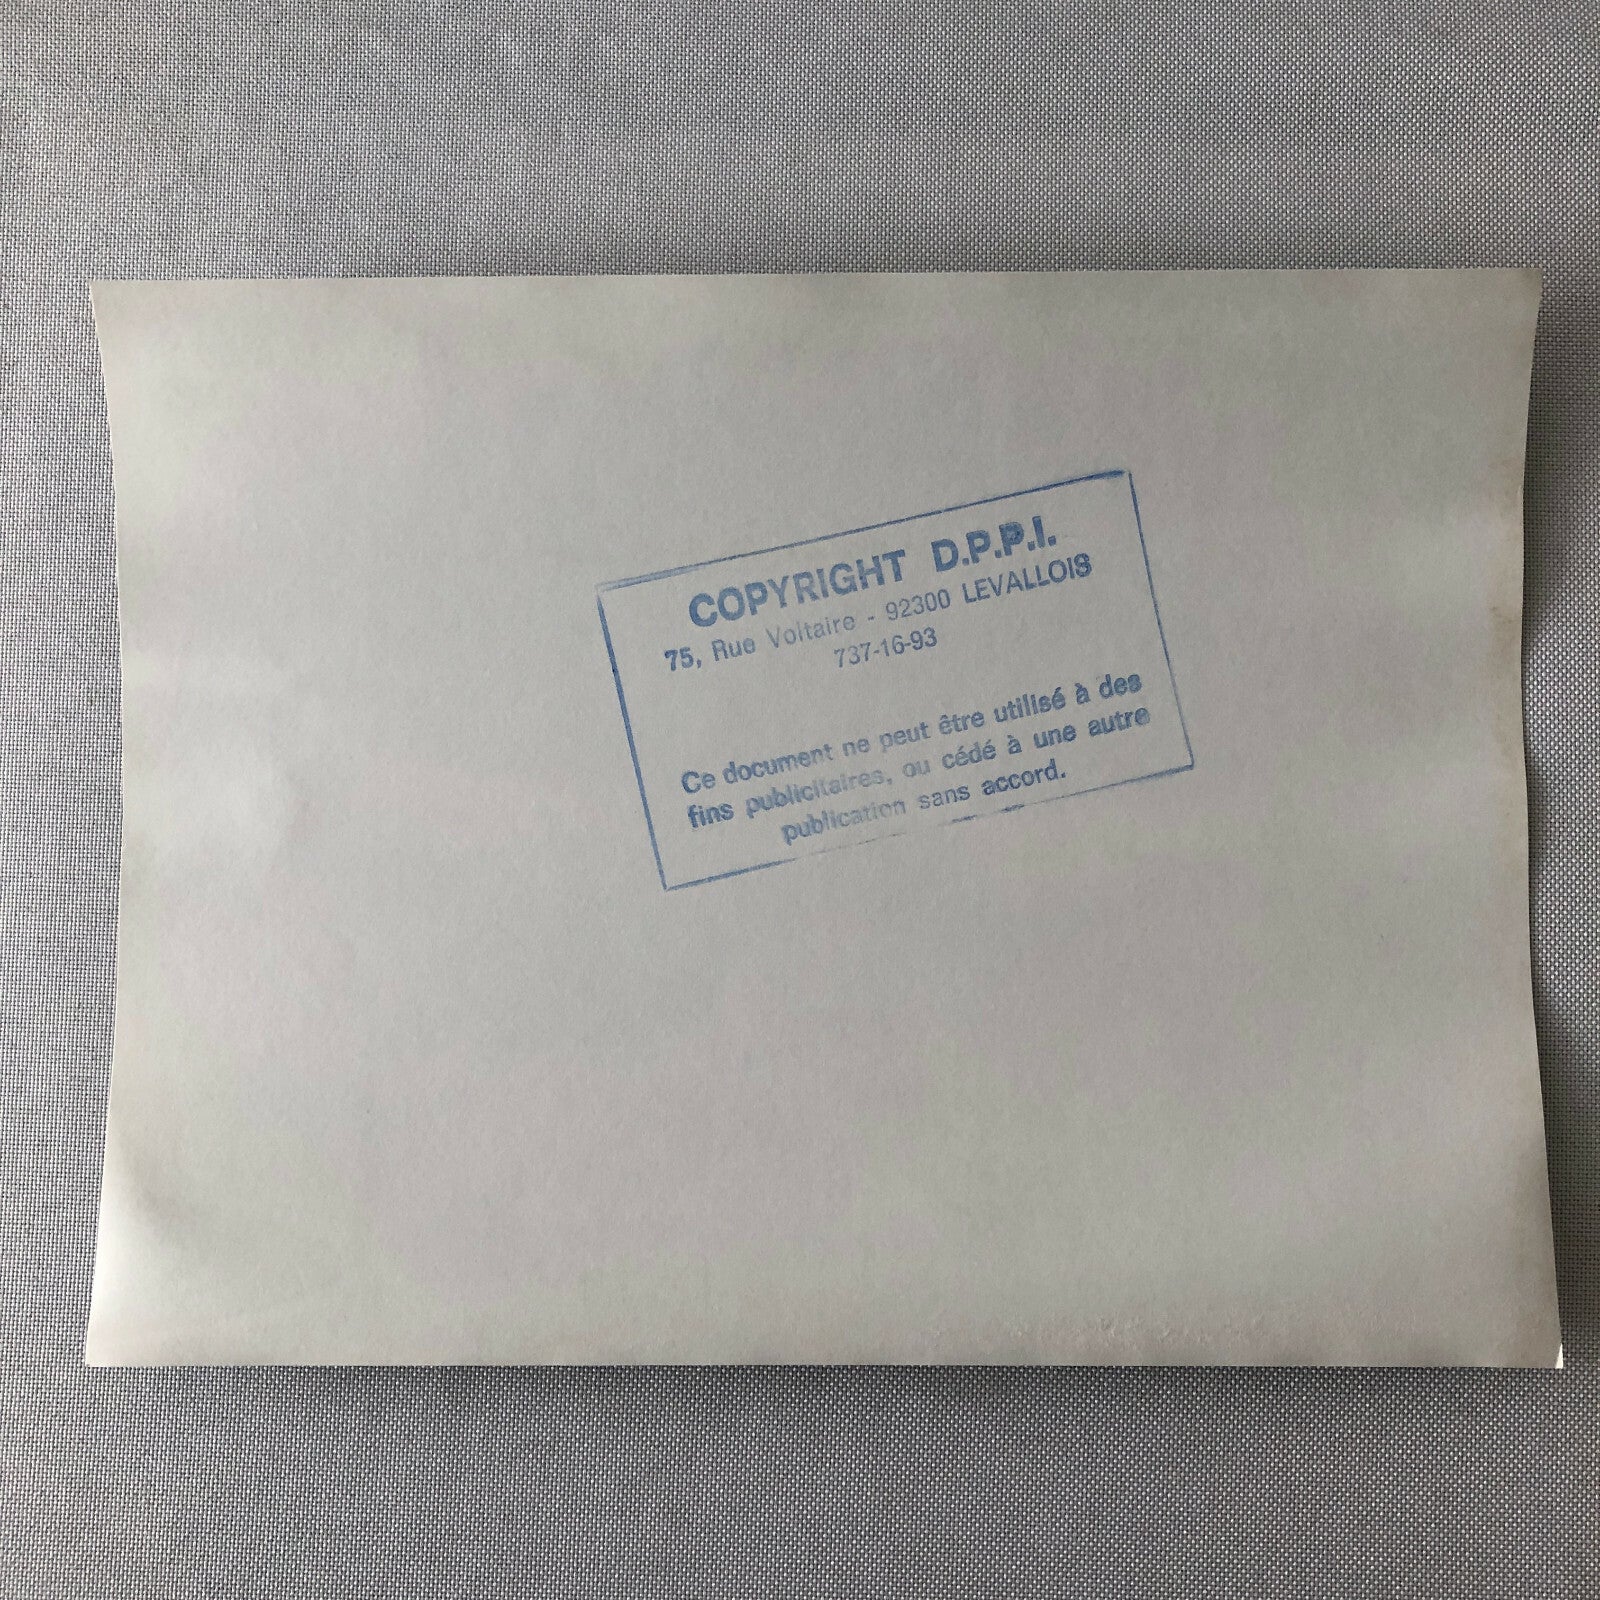 COPYRIGHT D.P.P.I.
75, Rue Voltaire - 92300 LEVALLOIS
737-16-93
Ce document ne peut être utilisé à des
fins publicitaires, ou cédé à une autre
publication sans accord.